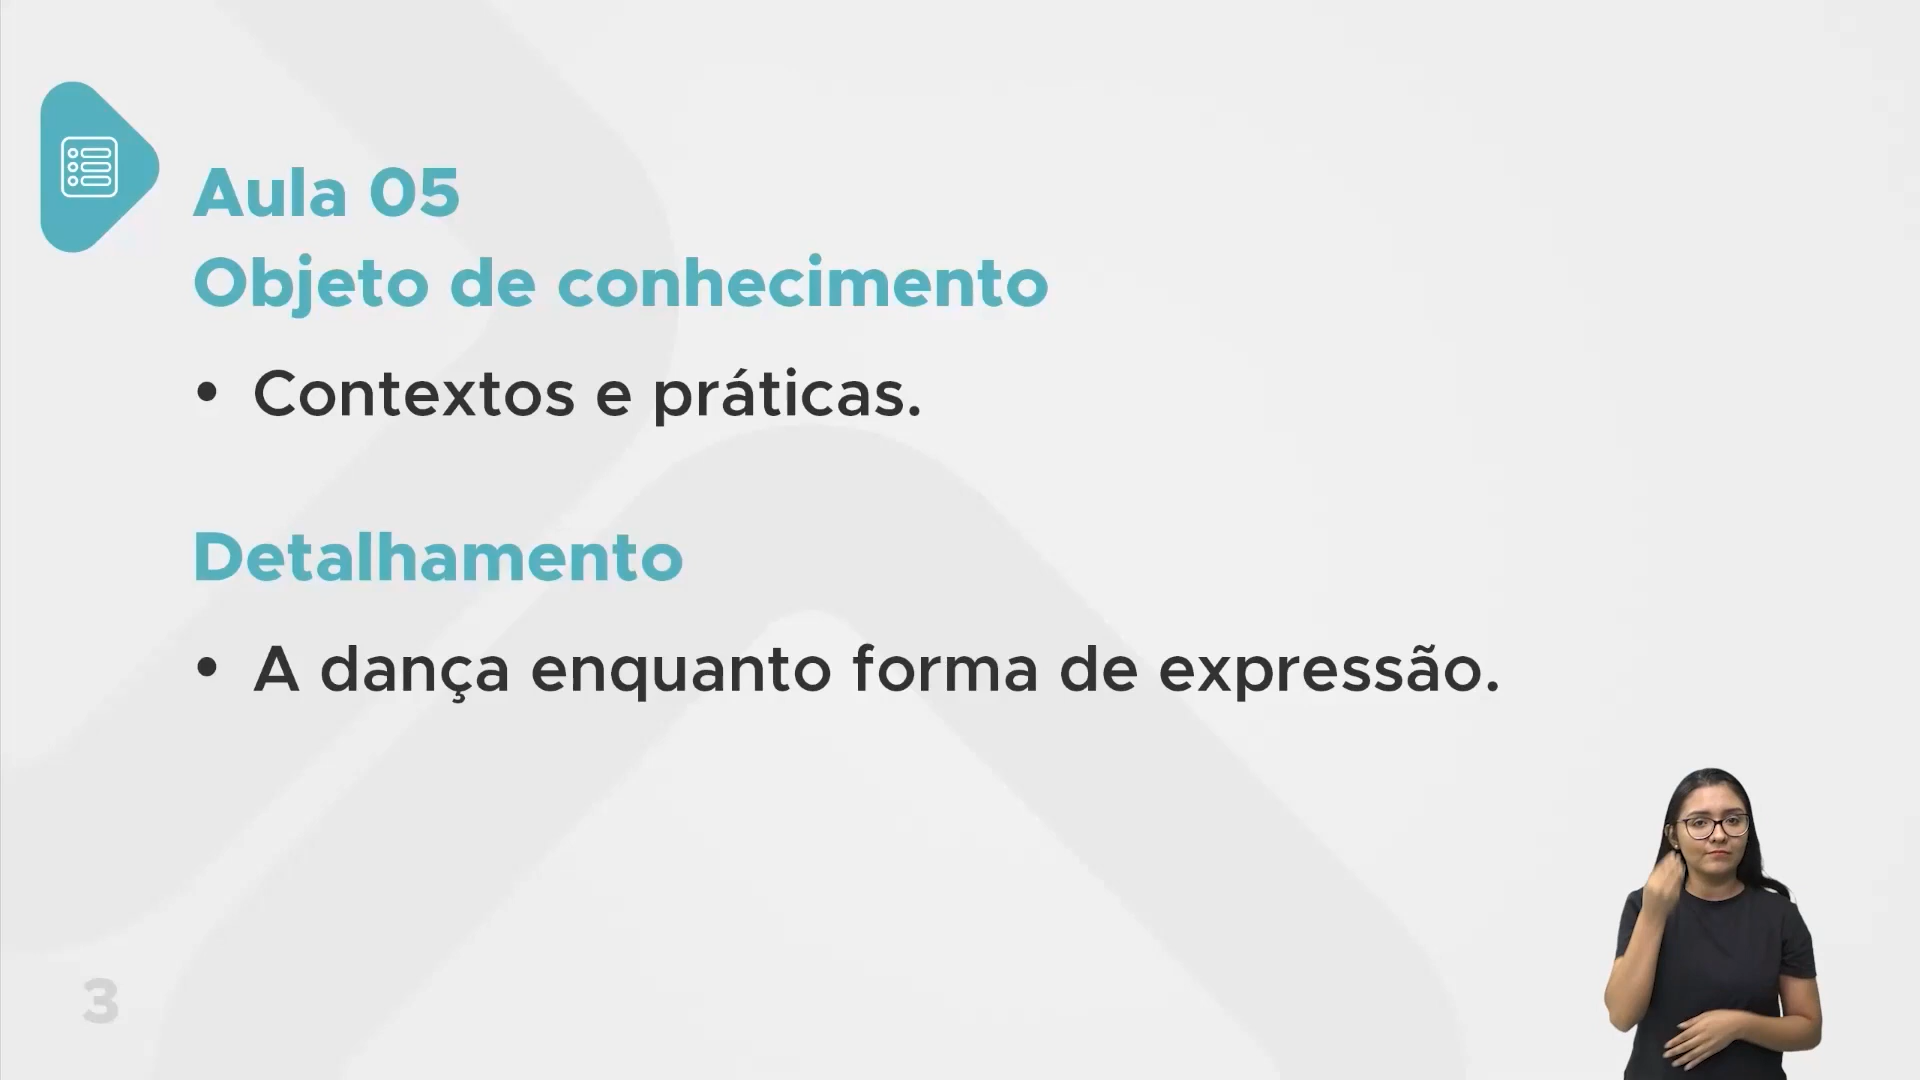 Aula 05
Objeto de conhecimento
• Contextos e práticas.
Detalhamento
• A dança enquanto forma de expressão.
3